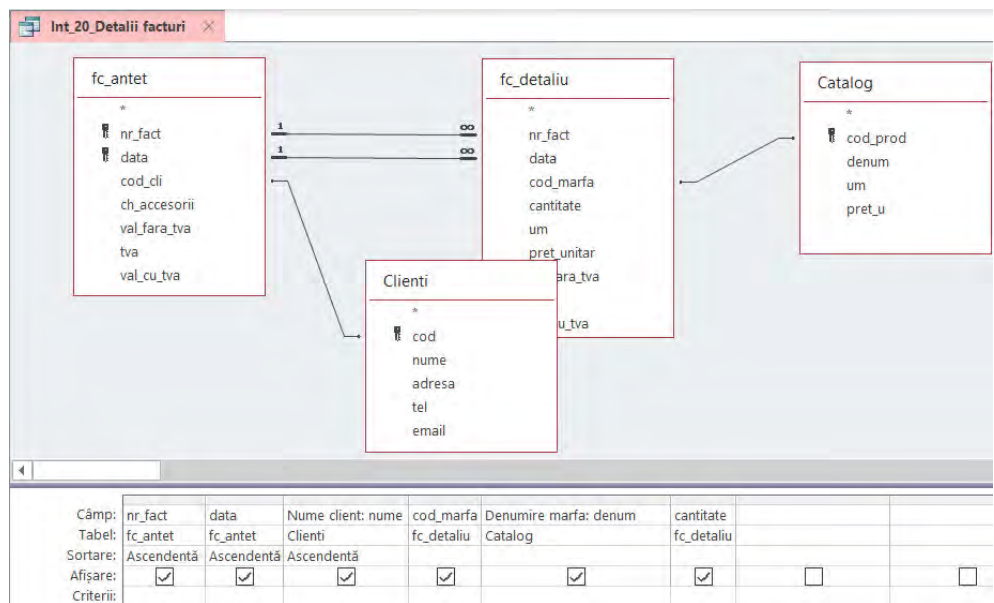 Int_20_Detalii facturi
fc_antet
*
nr_fact
data
cod_cli
ch_accesorii
val_fara_tva
tva
val_cu_tva
1
1
∞
∞
fc_detaliu
*
nr_fact
data
cod_marfa
cantitate
um
pret_unitar
ara_tva
u_tva
Catalog
*
cod_prod
denum
um
pret_u
Clienti
*
cod
nume
adresa
tel
email
Câmp: nr_fact data Nume client: nume cod_marfa Denumire marfa: denum cantitate
Tabel: fc_antet fc_antet Clienti fc_detaliu Catalog fc_detaliu
Sortare: Ascendentă Ascendentă Ascendentă
Afișare:
Criterii: